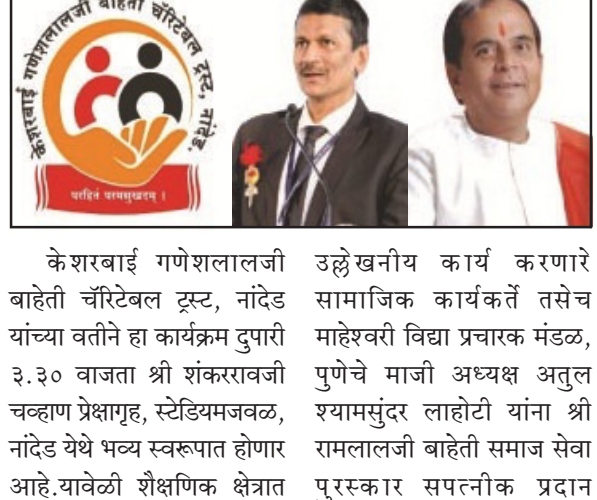 केशरबाई गणेशलालजी बाहेती चॅरिटेबल ट्रस्ट, नांदेड.
परहितं परमसुखदम् ।
केशरबाई गणेशलालजी
बाहेती चॅरिटेबल ट्रस्ट, नांदेड
यांच्या वतीने हा कार्यक्रम दुपारी
३.३० वाजता श्री शंकररावजी
चव्हाण प्रेक्षागृह, स्टेडियमजवळ,
नांदेड येथे भव्य स्वरूपात होणार
आहे.यावेळी शैक्षणिक क्षेत्रात
उल्लेखनीय कार्य करणारे
सामाजिक कार्यकर्ते तसेच
माहेश्वरी विद्या प्रचारक मंडळ,
पुणेचे माजी अध्यक्ष अतुल
श्यामसुंदर लाहोटी यांना श्री
रामलालजी बाहेती समाज सेवा
पुरस्कार सपत्नीक प्रदान